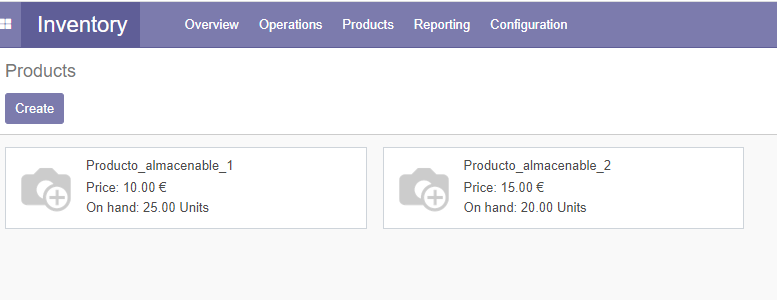 Inventory Overview Operations Products Reporting Configuration
Products
Create
Producto_almacenable_1
Price: 10.00 €
On hand: 25.00 Units
Producto_almacenable_2
Price: 15.00 €
On hand: 20.00 Units